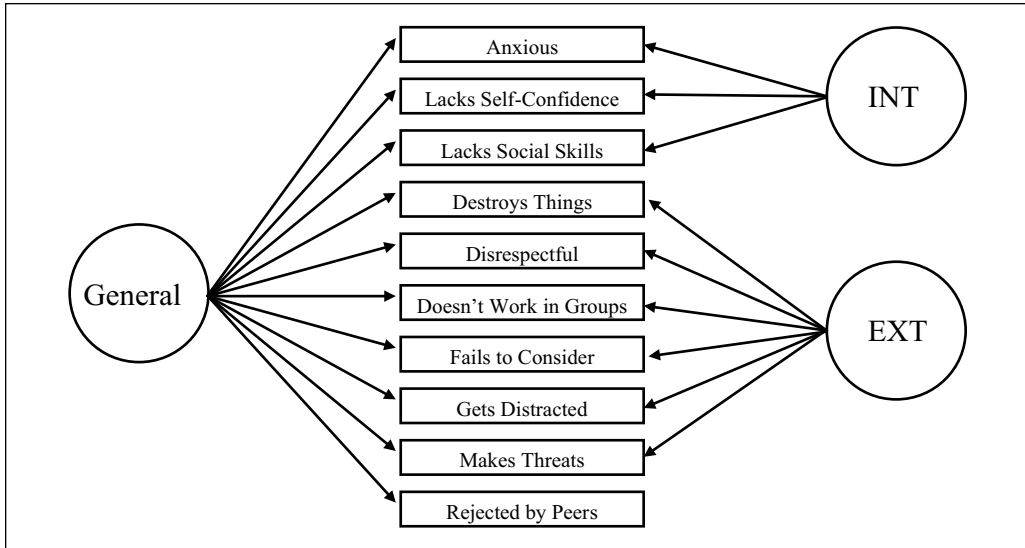 Anxious
Lacks Self-Confidence
Lacks Social Skills
Destroys Things
Disrespectful
Doesn’t Work in Groups
Fails to Consider
Gets Distracted
Makes Threats
Rejected by Peers
General
INT
EXT